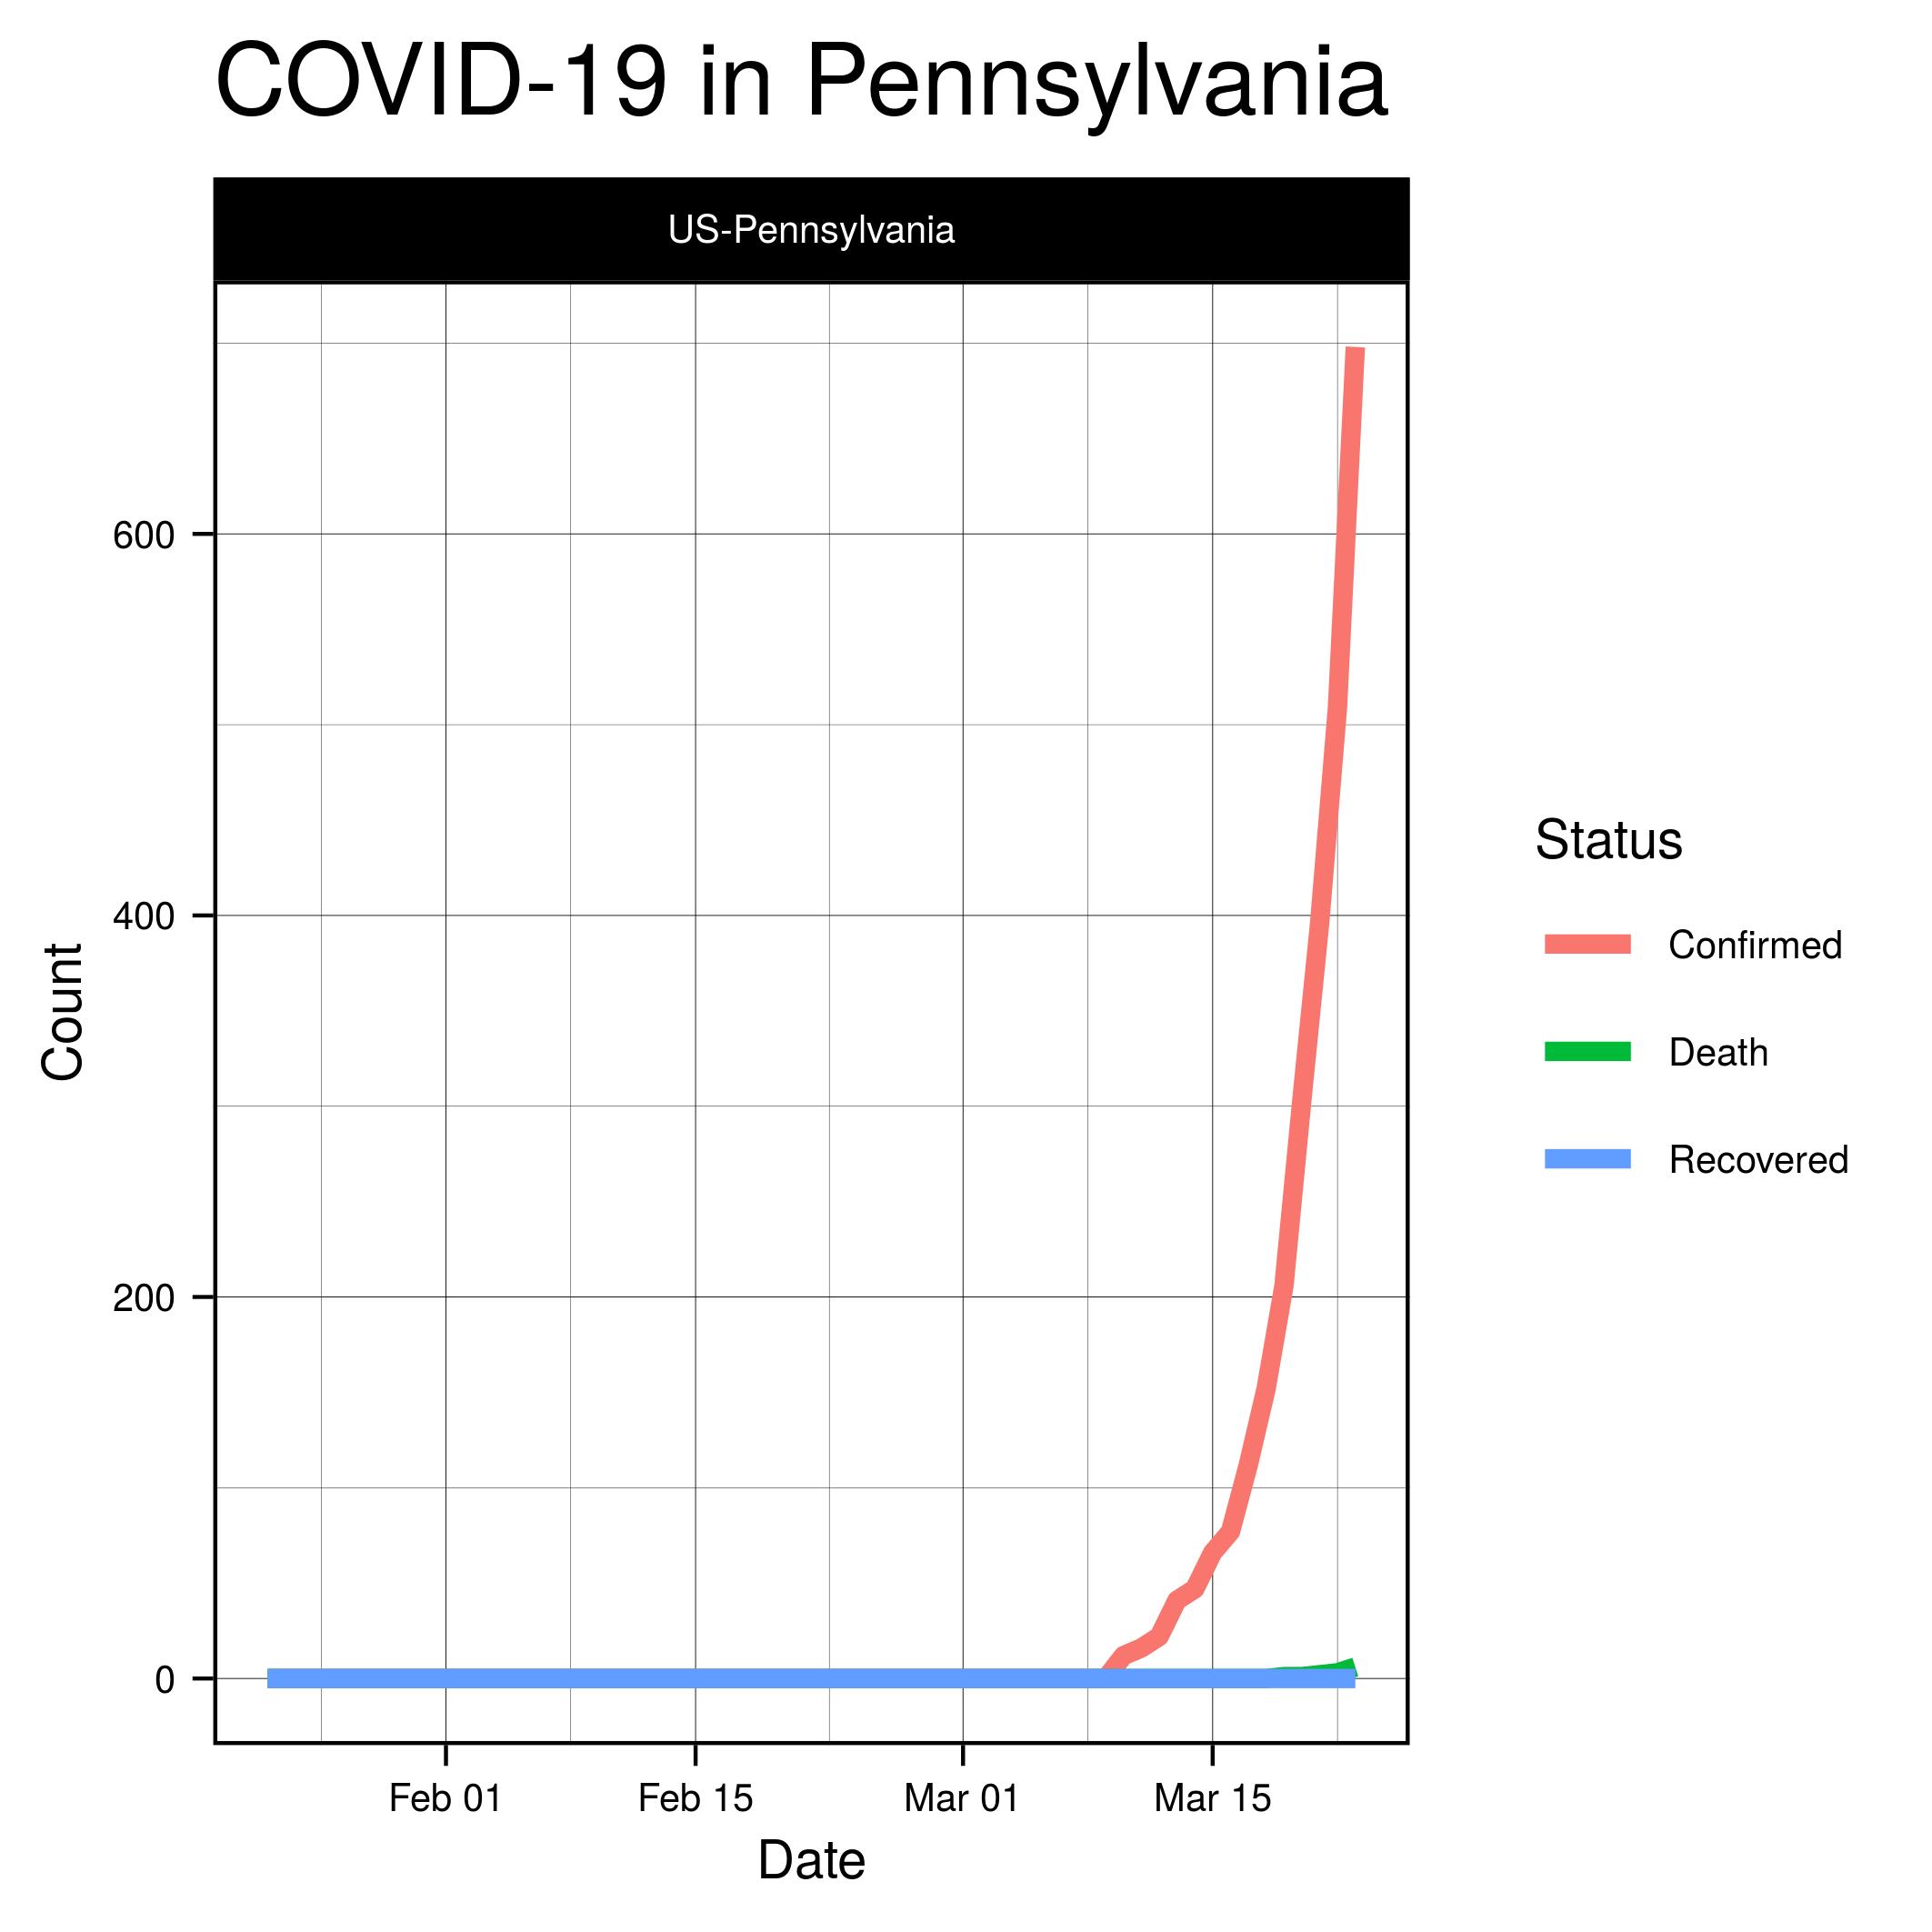 COVID-19 in Pennsylvania
US-Pennsylvania
600
400
200
0
Count
Feb 01
Feb 15
Mar 01
Mar 15
Date
Status
Confirmed
Death
Recovered